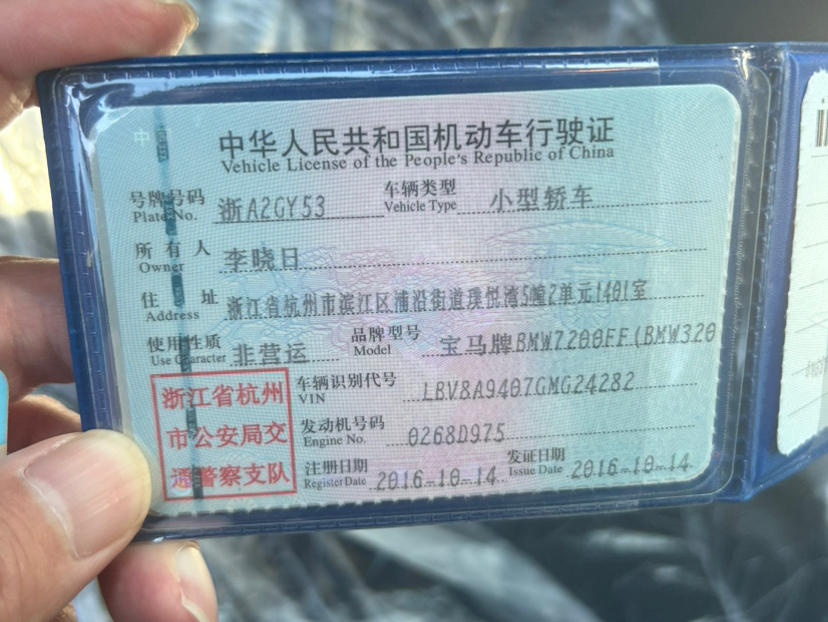 中华人民共和国机动车行驶证
Vehicle License of the People's Republic of China
号牌号码 浙A2GY53 车辆类型 小型轿车
Plate No. Vehicle Type
所有人 李晓日
Owner
住址 浙江省杭州市滨江区浦沿街道璞悦湾5幢2单元1401室
Address
使用性质 非营运 品牌型号 宝马牌BMW7200FF(BMW320
Use Character Model
车辆识别代号 LBV8A9407GMG24282
VIN
发动机号码 0268D975
Engine No.
注册日期 2016-10-14 发证日期 2016-10-14
Register Date Issue Date
浙江省杭州
市公安局交
通警察支队